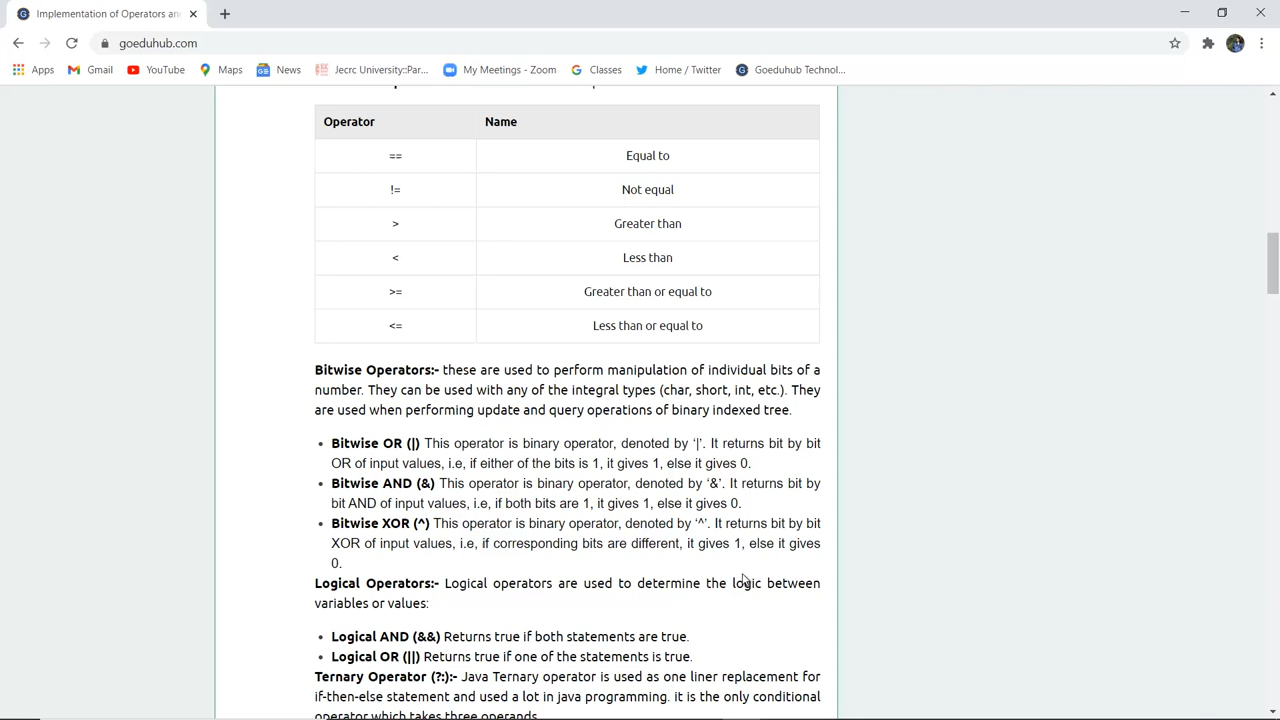 Implementation of Operators an
goeduhub.com
Apps Gmail YouTube Maps News Jecrc University::Par... My Meetings - Zoom Classes Home / Twitter Goeduhub Technol...
Operator Name
== Equal to
!= Not equal
> Greater than
< Less than
>= Greater than or equal to
<= Less than or equal to
Bitwise Operators:- these are used to perform manipulation of individual bits of a
number. They can be used with any of the integral types (char, short, int, etc.). They
are used when performing update and query operations of binary indexed tree.
• Bitwise OR (|) This operator is binary operator, denoted by ‘|’. It returns bit by bit
OR of input values, i.e, if either of the bits is 1, it gives 1, else it gives 0.
• Bitwise AND (&) This operator is binary operator, denoted by ‘&’. It returns bit by
bit AND of input values, i.e, if both bits are 1, it gives 1, else it gives 0.
• Bitwise XOR (^) This operator is binary operator, denoted by ‘^’. It returns bit by bit
XOR of input values, i.e, if corresponding bits are different, it gives 1, else it gives
0.
Logical Operators:- Logical operators are used to determine the logic between
variables or values:
• Logical AND (&&) Returns true if both statements are true.
• Logical OR (||) Returns true if one of the statements is true.
Ternary Operator (?:):- Java Ternary operator is used as one liner replacement for
if-then-else statement and used a lot in java programming. it is the only conditional
operator which takes three operands